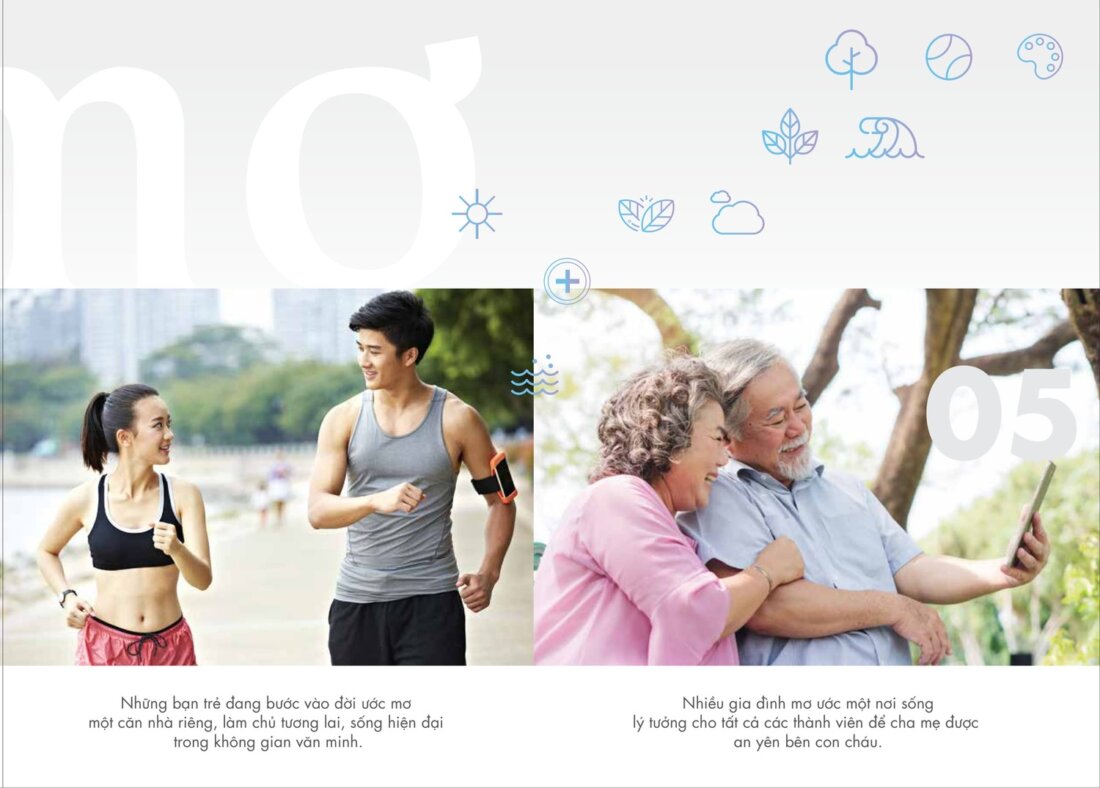 mơ
05
Những bạn trẻ đang bước vào đời ước mơ
một căn nhà riêng, làm chủ tương lai, sống hiện đại
trong không gian văn minh.
Nhiều gia đình mơ ước một nơi sống
lý tưởng cho tất cả các thành viên để cha mẹ được
an yên bên con cháu.